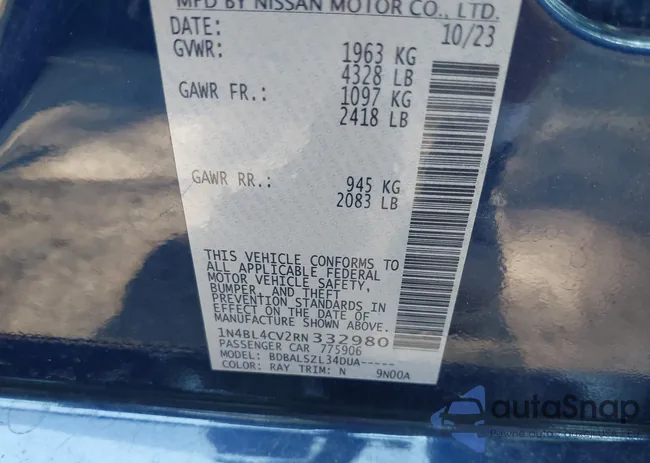 MFD BY NISSAN MOTOR CO., LTD.
DATE: 10/23
GVWR: 1963 KG
4328 LB
GAWR FR.: 1097 KG
2418 LB
GAWR RR.: 945 KG
2083 LB
THIS VEHICLE CONFORMS TO
ALL APPLICABLE FEDERAL
MOTOR VEHICLE SAFETY,
BUMPER, AND THEFT
PREVENTION STANDARDS IN
EFFECT ON THE DATE OF
MANUFACTURE SHOWN ABOVE.
1N4BL4CV2RN332980
PASSENGER CAR 775906
MODEL: BDBALSZL34DUA-----
COLOR: RAY TRIM: N 9N00A
autaSnap